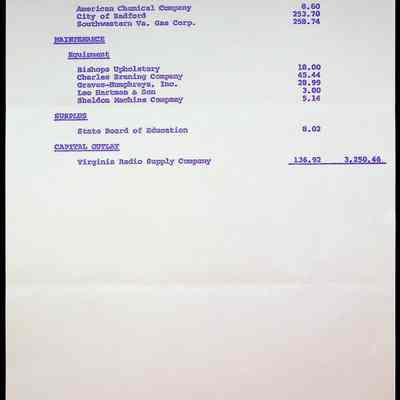 American Chemical Company 8.60
City of Radford 253.70
Southwestern Va. Gas Corp. 258.74
MAINTENANCE
Equipment
Bishops Upholstery 18.00
Charles Bruning Company 45.44
Graves-Humphreys, Inc. 28.99
Leo Hartman & Son 3.00
Sheldon Machine Company 5.14
SURPLUS
State Board of Education 8.02
CAPITAL OUTLAY
Virginia Radio Supply Company 136.92 3,250.46